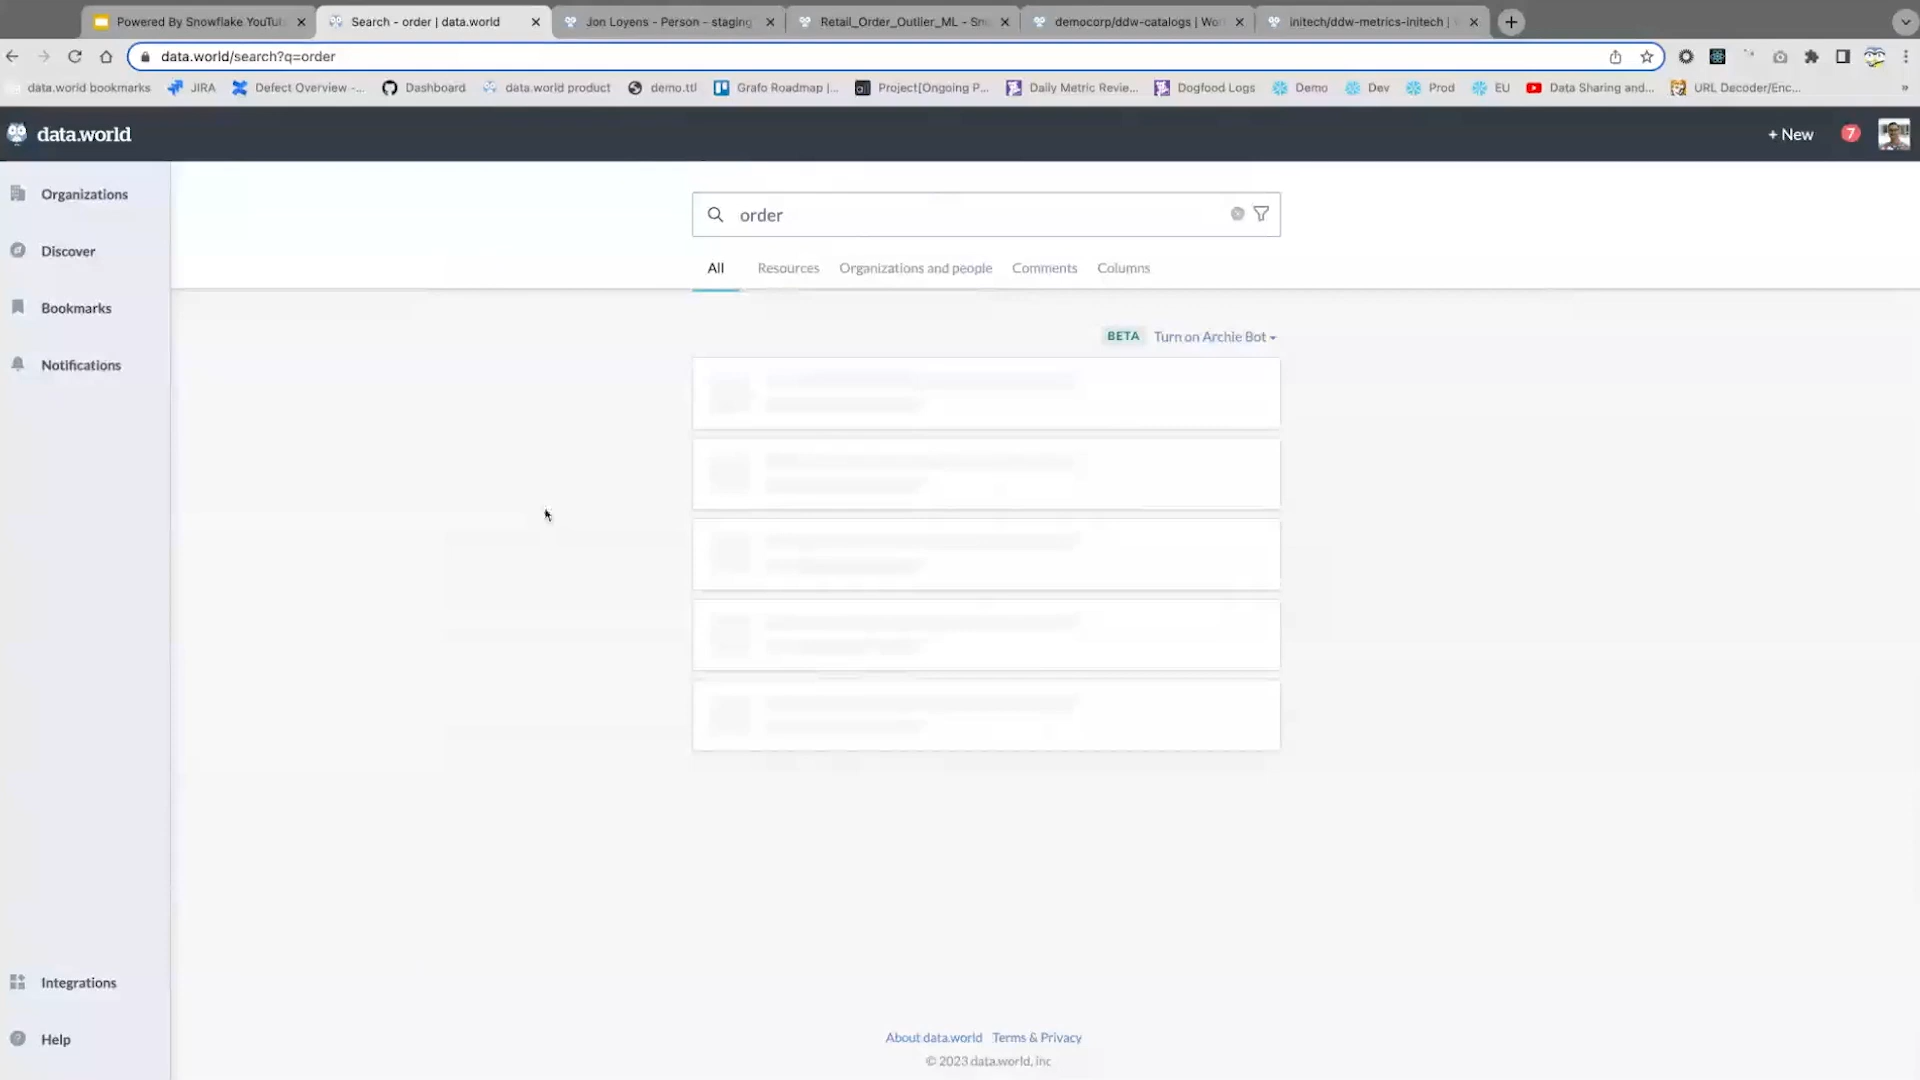 Powered By Snowflake YouTub
Search - order | data.world
Jon Loyens - Person - staging
Retail_Order_Outlier_ML - Sno
democorp/ddw-catalogs | Wor
initech/ddw-metrics-initech |
data.world/search?q=order
data.world bookmarks
JIRA
Defect Overview -...
Dashboard
data.world product
demo.ttl
Grafo Roadmap |...
Project[Ongoing P...
Daily Metric Revie...
Dogfood Logs
Demo
Dev
Prod
EU
Data Sharing and...
URL Decoder/Enc...
»
data.world
+ New
7
Organizations
Discover
Bookmarks
Notifications
order
All
Resources
Organizations and people
Comments
Columns
BETA
Turn on Archie Bot
Integrations
Help
About data.world
Terms & Privacy
© 2023 data.world, inc